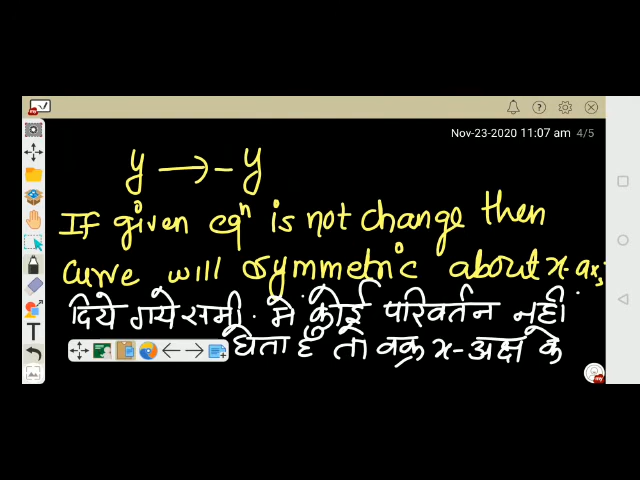 Nov-23-2020 11:07 am 4/5
y → - y
If given eqⁿ is not change then
curve will symmetric about x-ax
दिये गये समी. मे कोई परिवर्तन नही
होता है तो वक्र x-अक्ष के
T